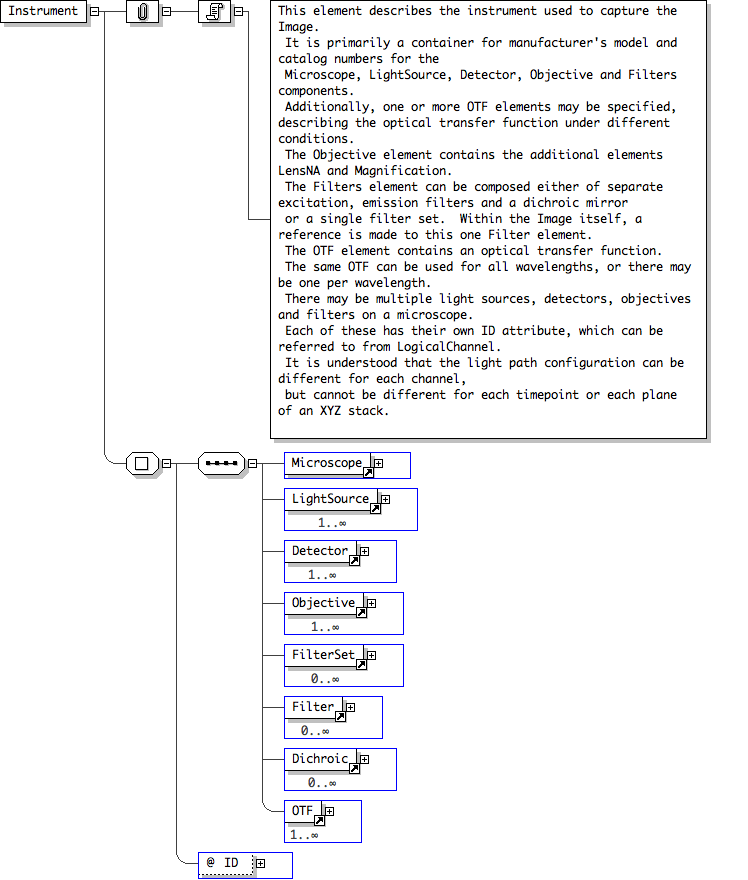 Instrument
This element describes the instrument used to capture the
Image.
It is primarily a container for manufacturer's model and
catalog numbers for the
Microscope, LightSource, Detector, Objective and Filters
components.
Additionally, one or more OTF elements may be specified,
describing the optical transfer function under different
conditions.
The Objective element contains the additional elements
LensNA and Magnification.
The Filters element can be composed either of separate
excitation, emission filters and a dichroic mirror
or a single filter set.  Within the Image itself, a
reference is made to this one Filter element.
The OTF element contains an optical transfer function.
The same OTF can be used for all wavelengths, or there may
be one per wavelength.
There may be multiple light sources, detectors, objectives
and filters on a microscope.
Each of these has their own ID attribute, which can be
referred to from LogicalChannel.
It is understood that the light path configuration can be
different for each channel,
but cannot be different for each timepoint or each plane
of an XYZ stack.
Microscope
LightSource
1..∞
Detector
1..∞
Objective
1..∞
FilterSet
0..∞
Filter
0..∞
Dichroic
0..∞
OTF
1..∞
@ ID